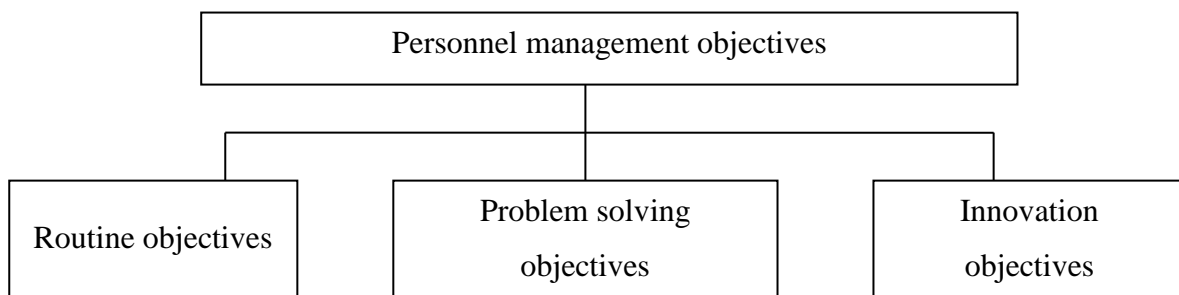 Personnel management objectives
Routine objectives
Problem solving
objectives
Innovation
objectives